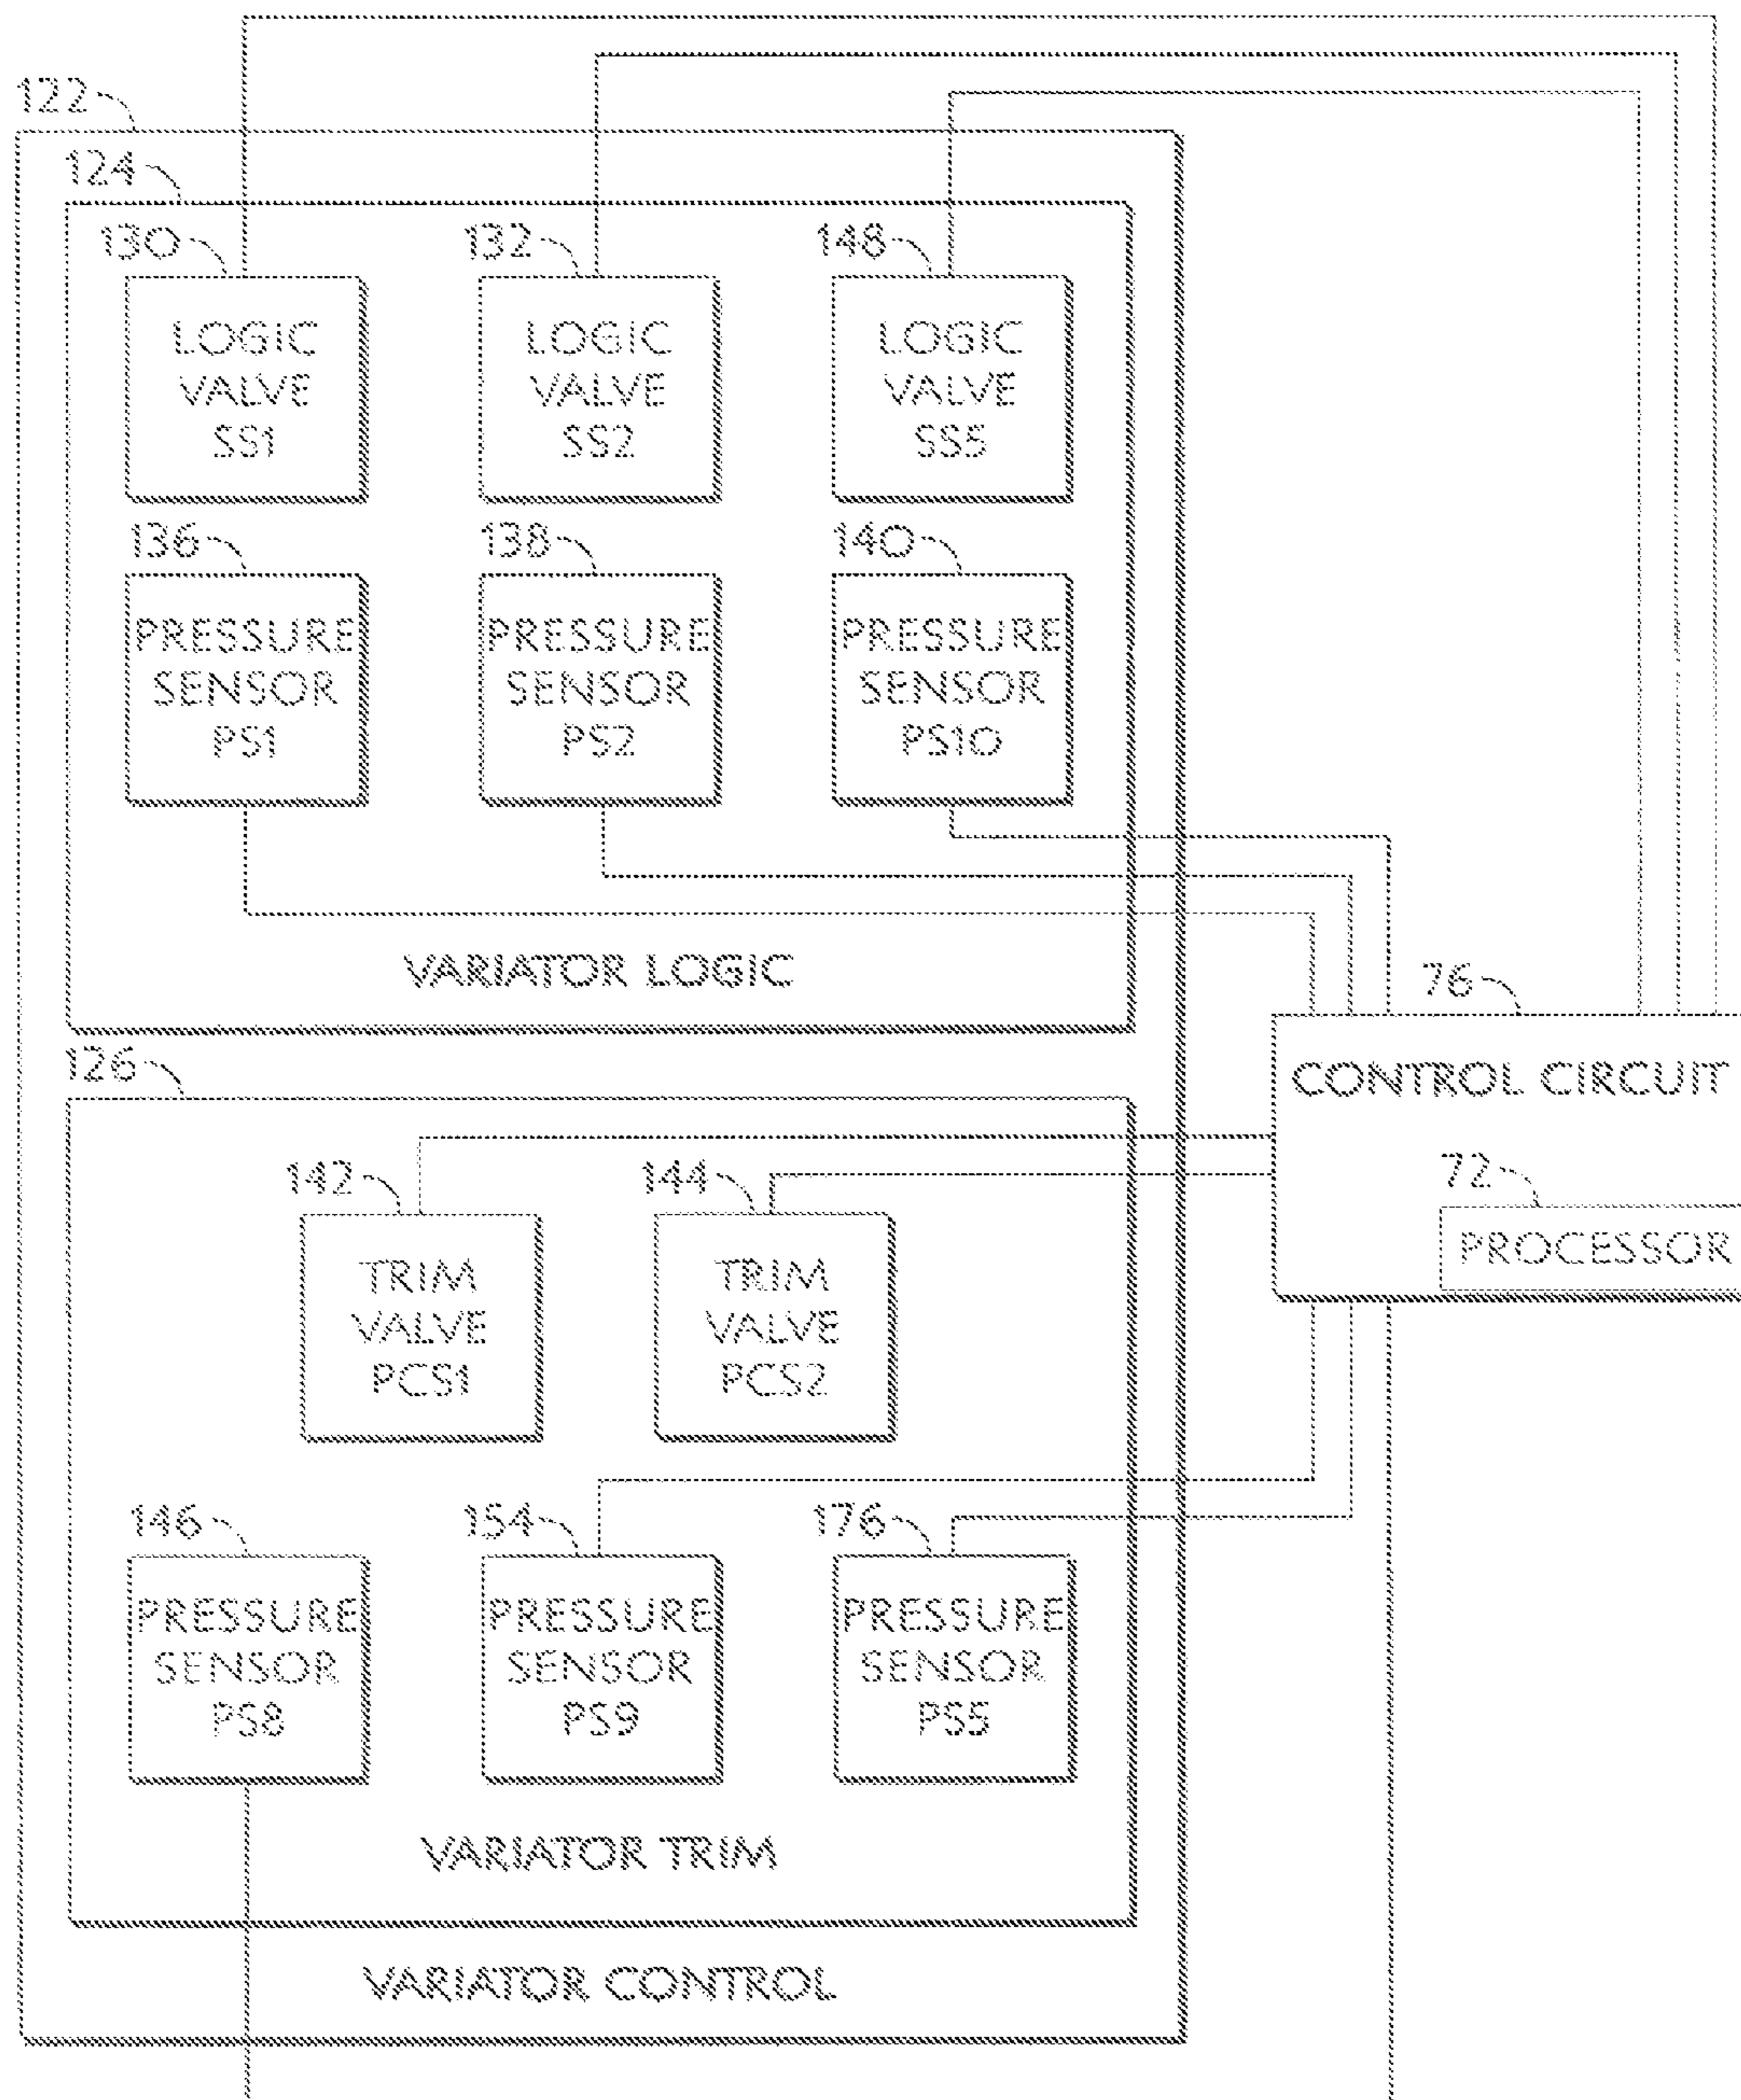 122
124
130
132
148
LOGIC
VALVE
SS1
LOGIC
VALVE
SS2
LOGIC
VALVE
SS5
136
138
140
PRESSURE
SENSOR
PS1
PRESSURE
SENSOR
PS2
PRESSURE
SENSOR
PS10
VARIATOR LOGIC
76
CONTROL CIRCUIT
72
PROCESSOR
126
142
144
TRIM
VALVE
PCS1
TRIM
VALVE
PCS2
146
154
176
PRESSURE
SENSOR
PS8
PRESSURE
SENSOR
PS9
PRESSURE
SENSOR
PS5
VARIATOR TRIM
VARIATOR CONTROL